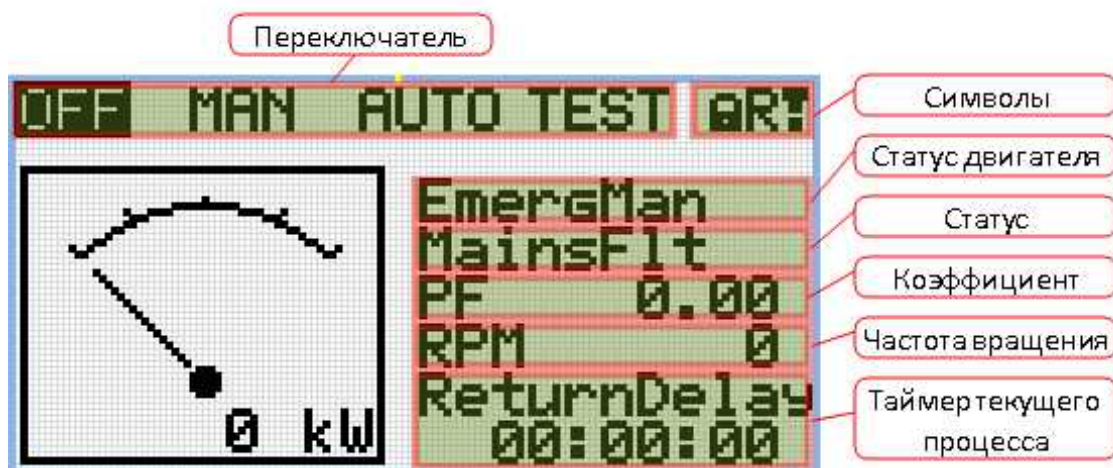 Переключатель
OFF MAN AUTO TEST R!
Символы
Статус двигателя
EmergMan
Статус
MainsFlt
Коэффициент
PF 0.00
Частота вращения
RPM 0
Таймер текущего
процесса
ReturnDelay
00:00:00
0 kW